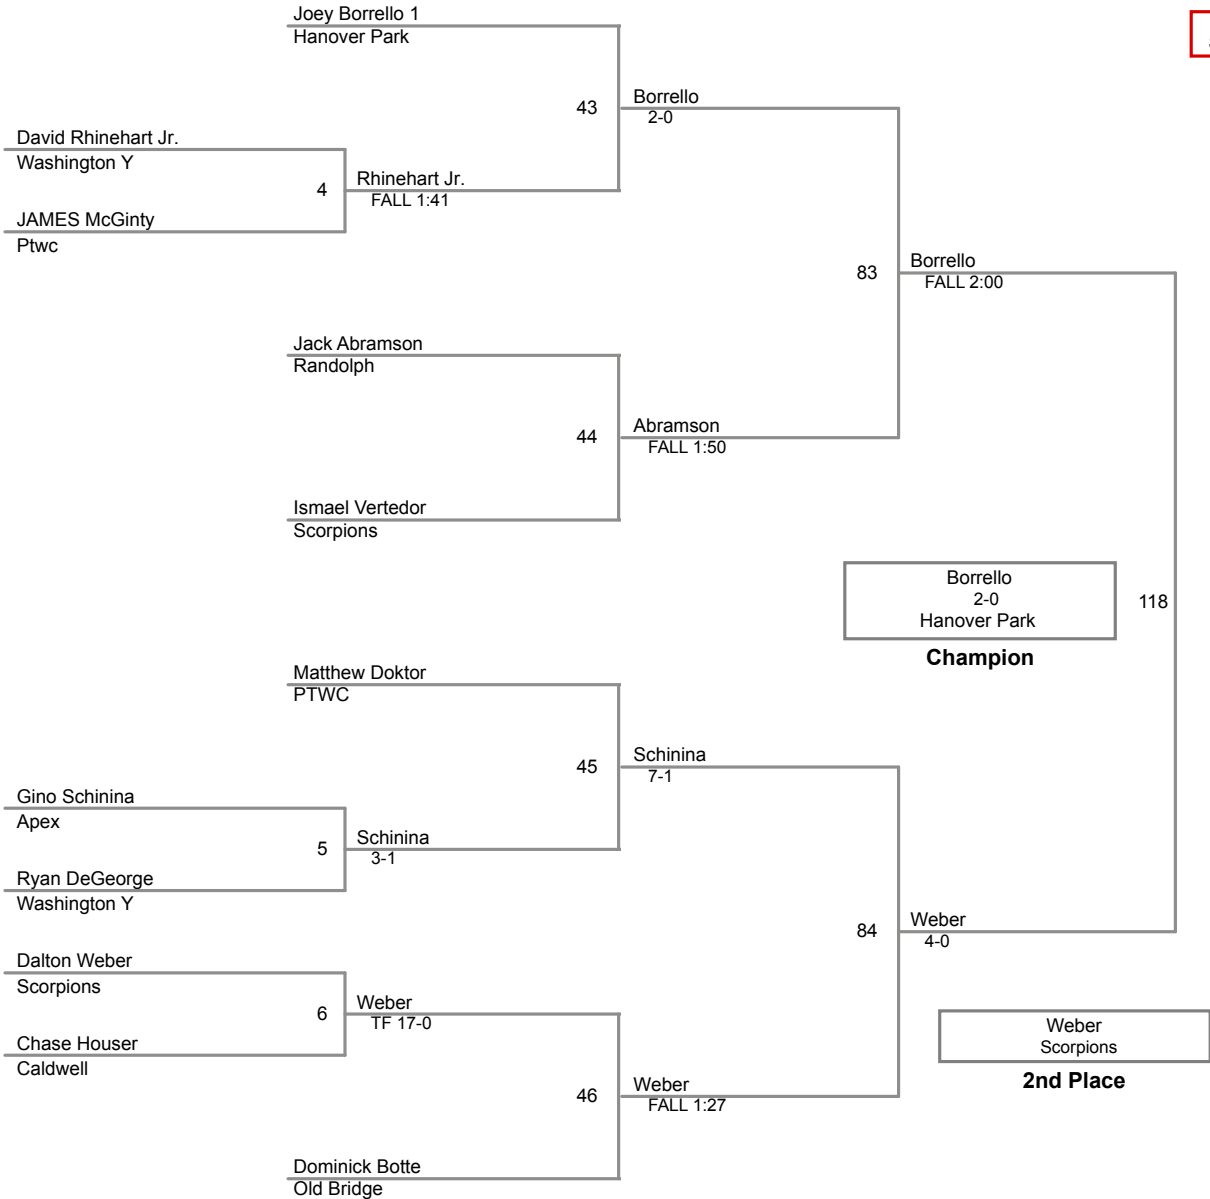 Joey Borrello 1
Hanover Park
43
Borrello
2-0
David Rhinehart Jr.
Washington Y
4
Rhinehart Jr.
FALL 1:41
JAMES McGinty
Ptwc
83
Borrello
FALL 2:00
Jack Abramson
Randolph
44
Abramson
FALL 1:50
Ismael Vertedor
Scorpions
Borrello
2-0
Hanover Park
118
Champion
Matthew Doktor
PTWC
45
Schinina
7-1
Gino Schinina
Apex
5
Schinina
3-1
Ryan DeGeorge
Washington Y
84
Weber
4-0
Dalton Weber
Scorpions
6
Weber
TF 17-0
Chase Houser
Caldwell
Weber
Scorpions
2nd Place
46
Weber
FALL 1:27
Dominick Botte
Old Bridge